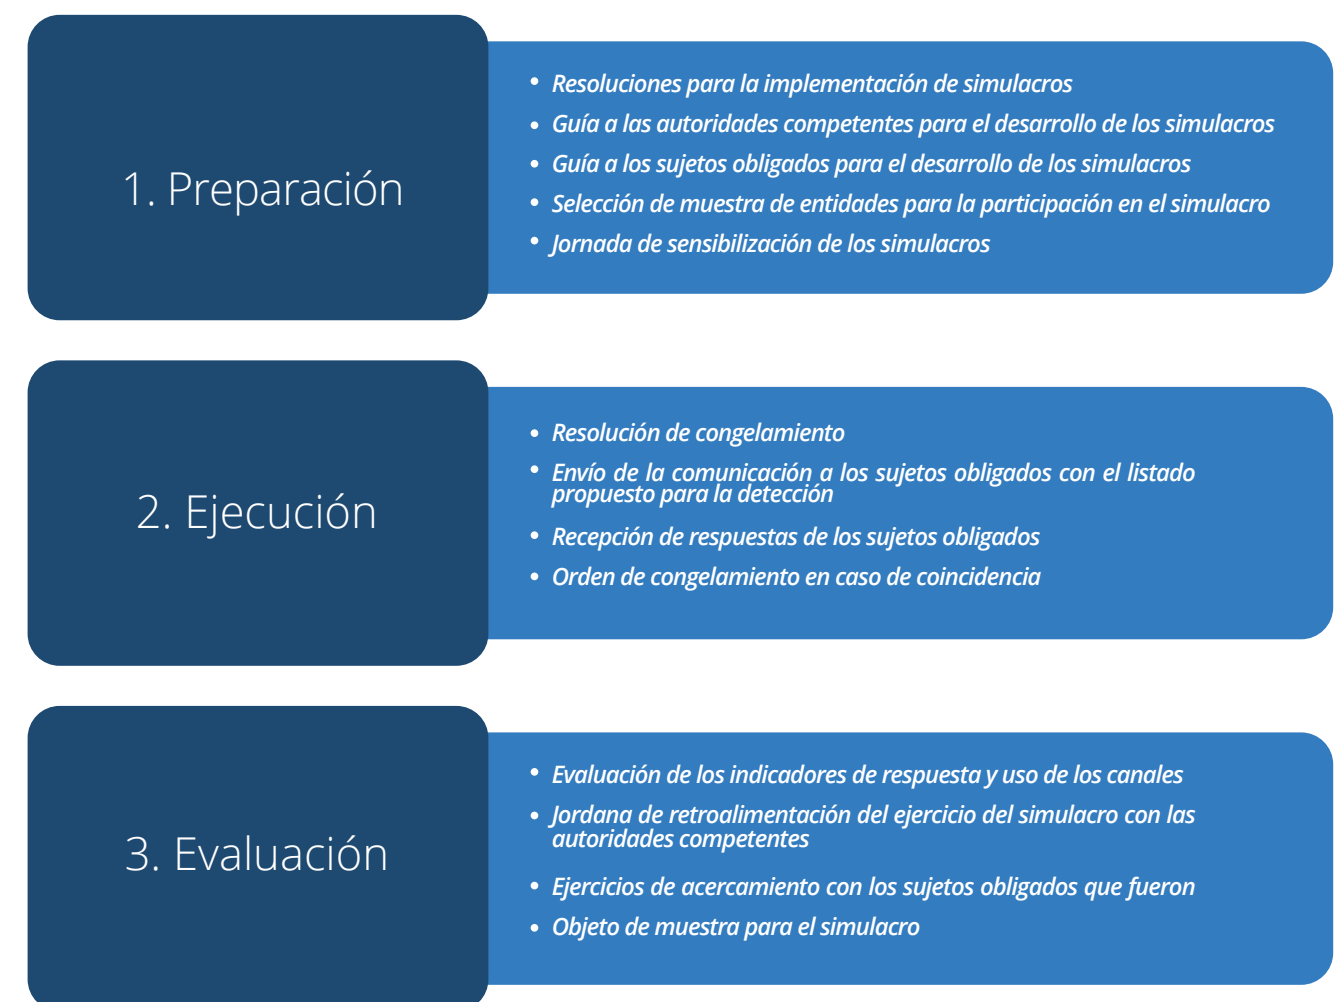 1. Preparación
• Resoluciones para la implementación de simulacros
• Guía a las autoridades competentes para el desarrollo de los simulacros
• Guía a los sujetos obligados para el desarrollo de los simulacros
• Selección de muestra de entidades para la participación en el simulacro
• Jornada de sensibilización de los simulacros
2. Ejecución
• Resolución de congelamiento
• Envío de la comunicación a los sujetos obligados con el listado
propuesto para la detección
• Recepción de respuestas de los sujetos obligados
• Orden de congelamiento en caso de coincidencia
3. Evaluación
• Evaluación de los indicadores de respuesta y uso de los canales
• Jordana de retroalimentación del ejercicio del simulacro con las
autoridades competentes
• Ejercicios de acercamiento con los sujetos obligados que fueron
• Objeto de muestra para el simulacro